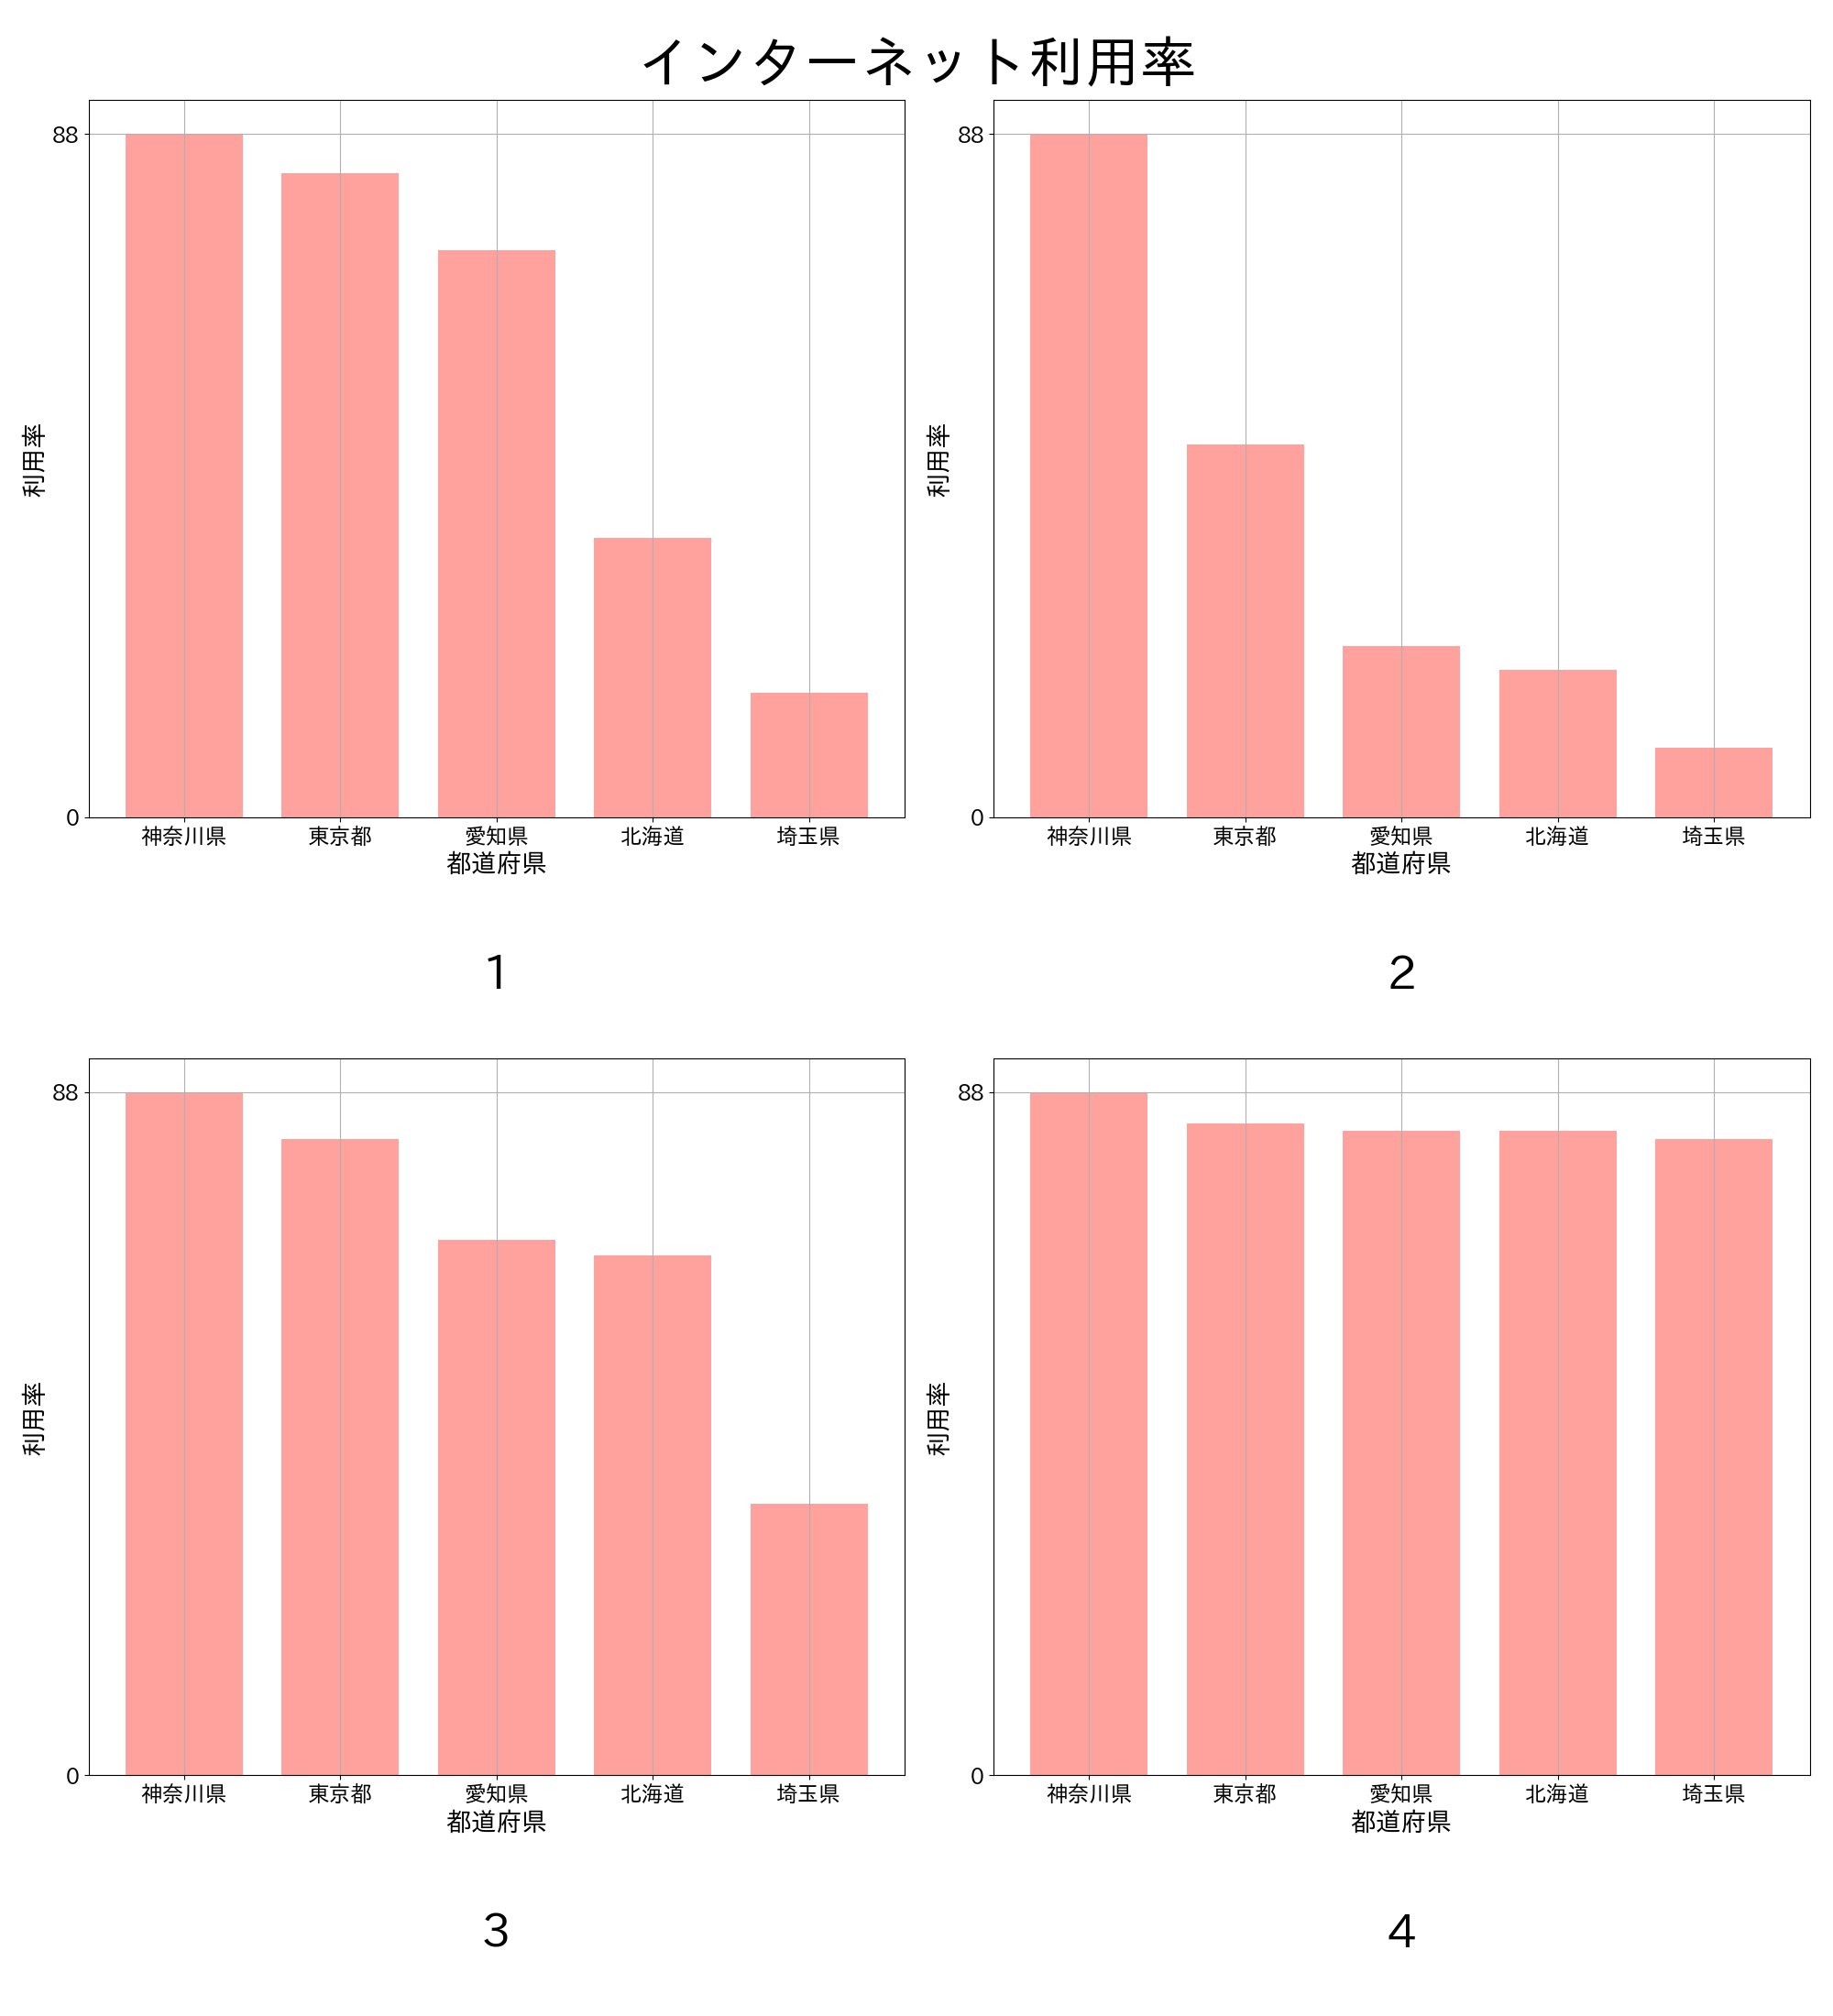 インターネット利用率
88
0
利用率
神奈川県 東京都 愛知県 北海道 埼玉県
都道府県
1
88
0
利用率
神奈川県 東京都 愛知県 北海道 埼玉県
都道府県
2
88
0
利用率
神奈川県 東京都 愛知県 北海道 埼玉県
都道府県
3
88
0
利用率
神奈川県 東京都 愛知県 北海道 埼玉県
都道府県
4